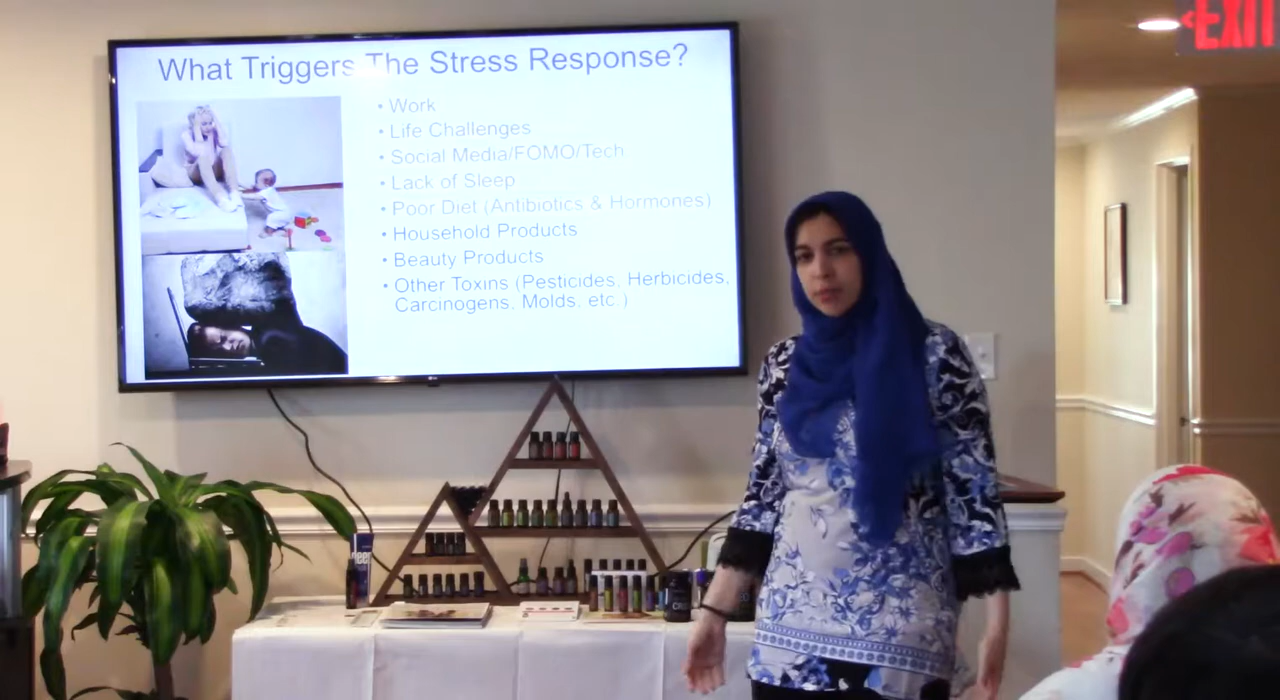 What Triggers The Stress Response?
• Work
• Life Challenges
• Social Media/FOMO/Tech
• Lack of Sleep
• Poor Diet (Antibiotics & Hormones)
• Household Products
• Beauty Products
• Other Toxins (Pesticides, Herbicides,
Carcinogens, Molds, etc.)
EXIT